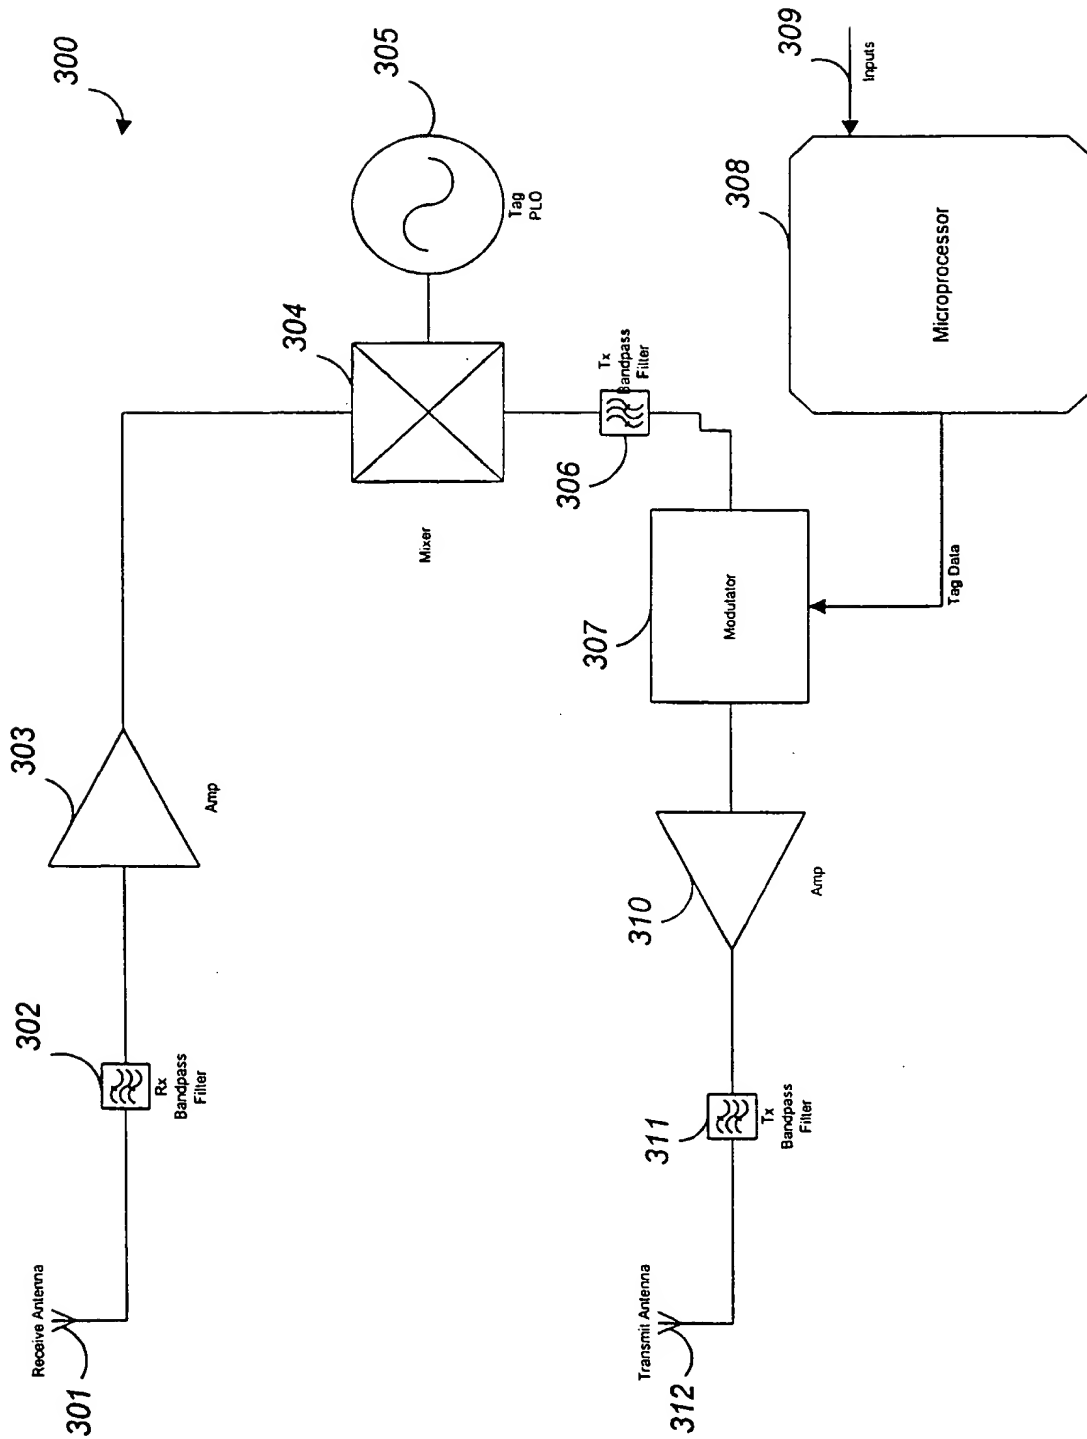 300
301
Receive Antenna
302
Rx
Bandpass
Filter
303
Amp
304
Mixer
305
Tag
PLO
306
Tx
Bandpass
Filter
307
Modulator
Tag Data
308
Microprocessor
309
Inputs
310
Amp
311
Tx
Bandpass
Filter
312
Transmit Antenna